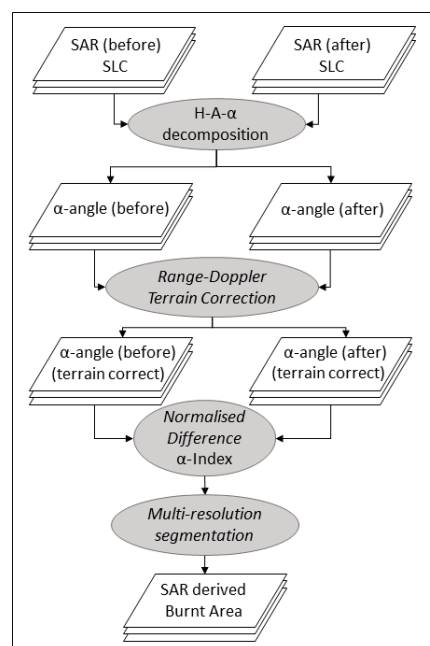 SAR (before)
SLC
SAR (after)
SLC
H-A-α
decomposition
α-angle (before)
α-angle (after)
Range-Doppler
Terrain Correction
α-angle (before)
(terrain correct)
α-angle (after)
(terrain correct)
Normalised
Difference
α-Index
Multi-resolution
segmentation
SAR derived
Burnt Area